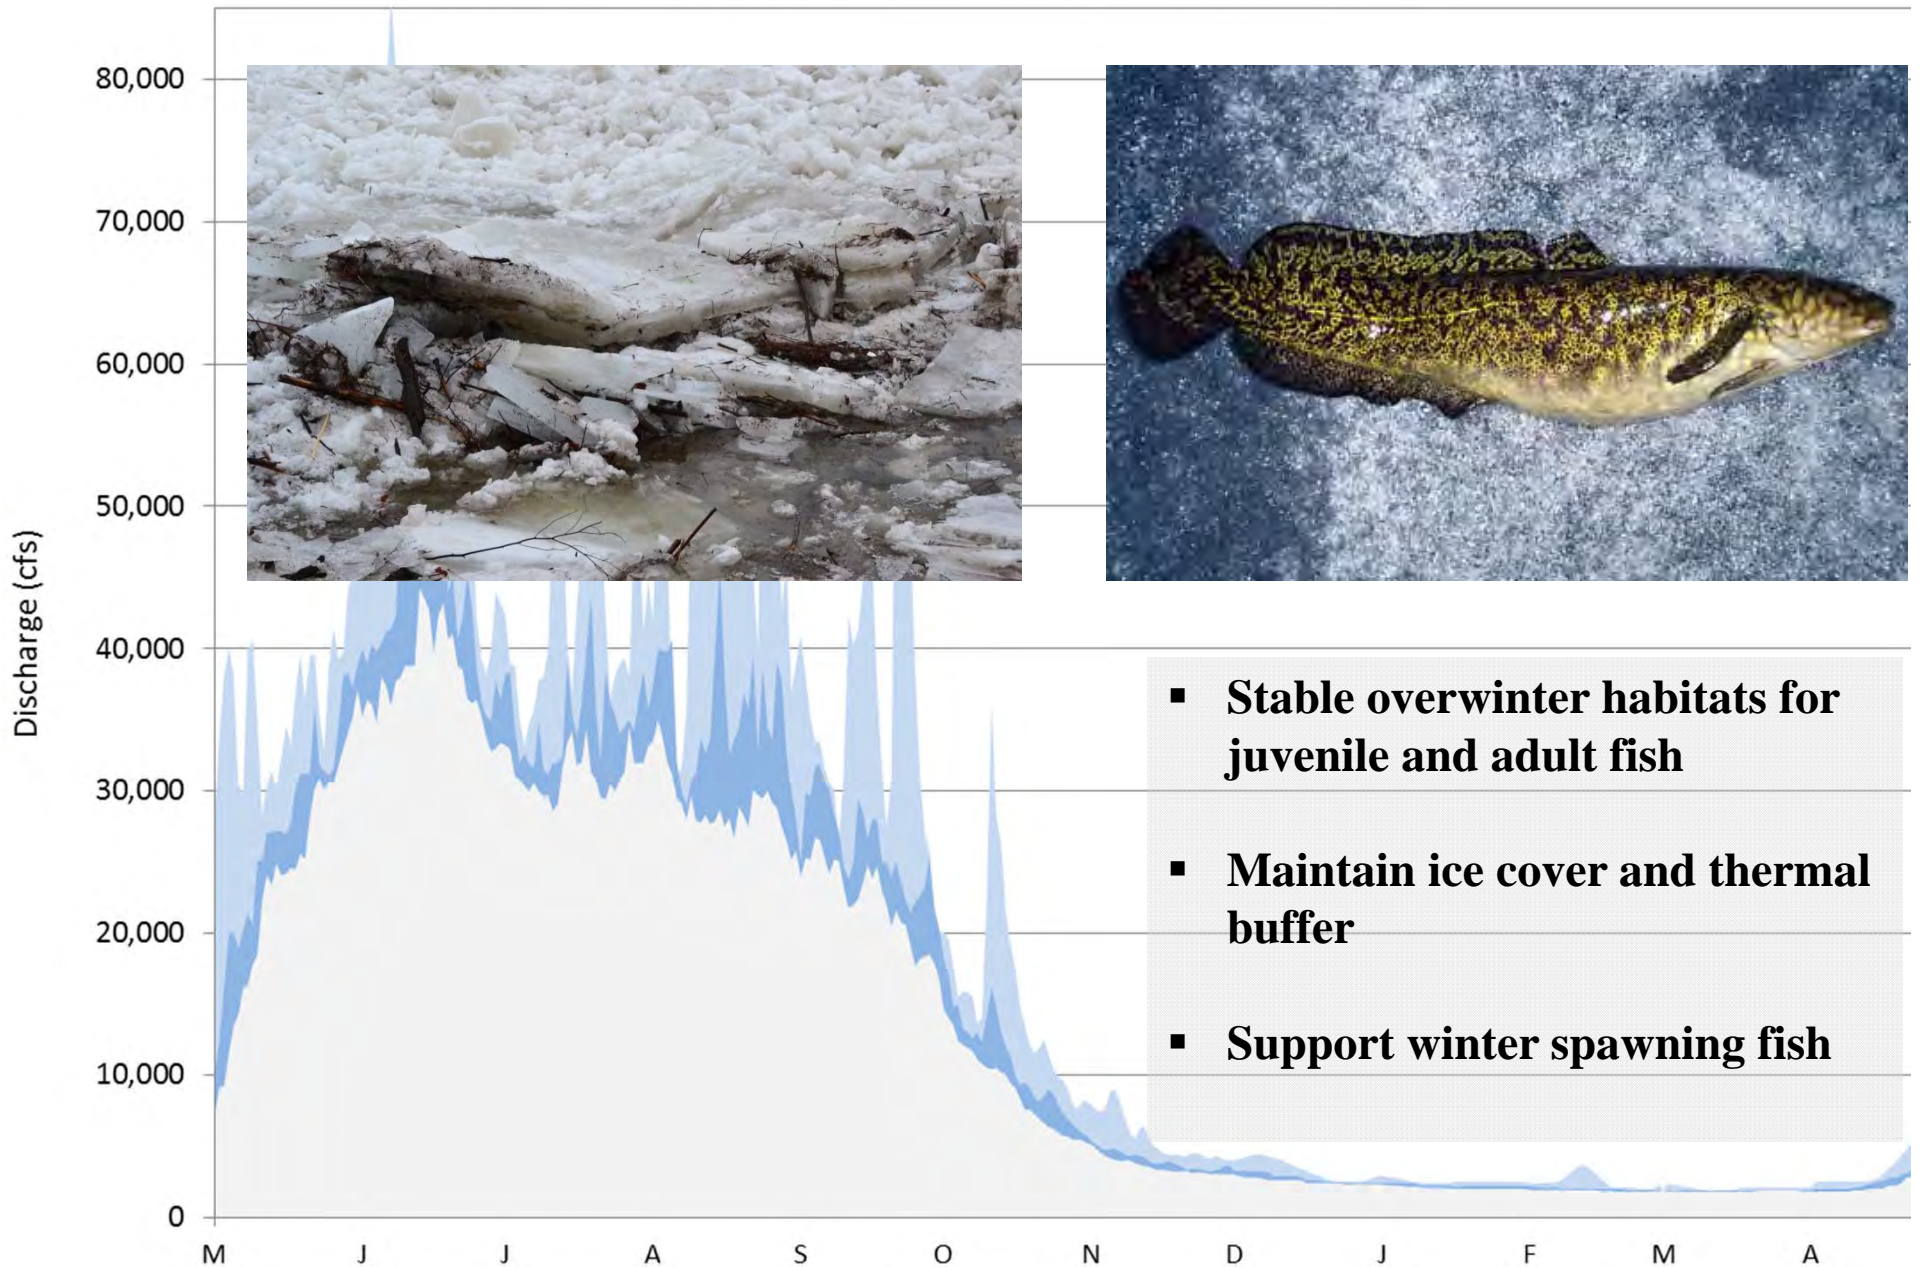 80,000
70,000
60,000
50,000
40,000
30,000
20,000
10,000
0
Discharge (cfs)
▪ Stable overwinter habitats for
juvenile and adult fish
▪ Maintain ice cover and thermal
buffer
▪ Support winter spawning fish
M J J A S O N D J F M A